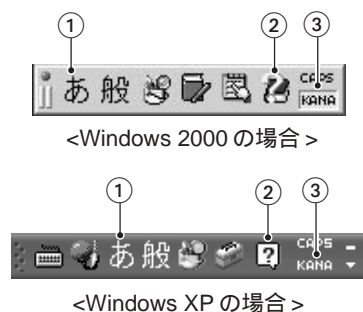 ① ② ③
あ 般 CAPS
KANA
<Windows 2000 の場合 >
① ② ③
あ 般 ? CAPS
KANA
<Windows XP の場合 >